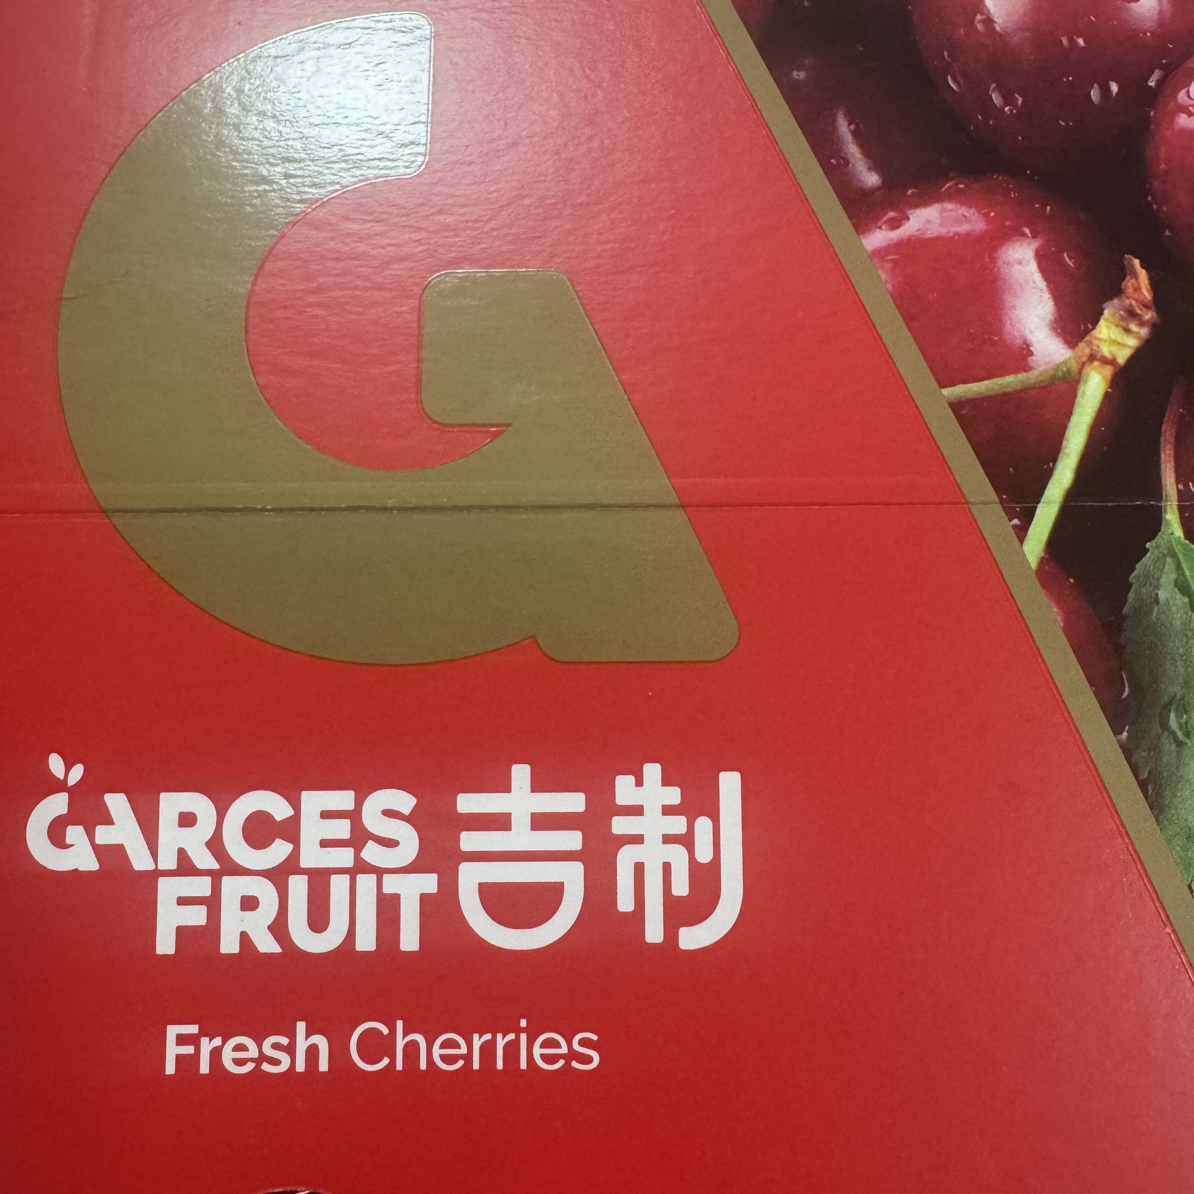 G
GARCES
FRUIT 吉制
Fresh Cherries